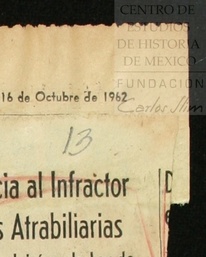 CENTRO DE
ESTUDIOS
DE HISTORIA
DE MEXICO
FUNDACIÓN
Carlos Slim
16 de Octubre de 1962
13
cia al Infractor
s Atrabiliarias